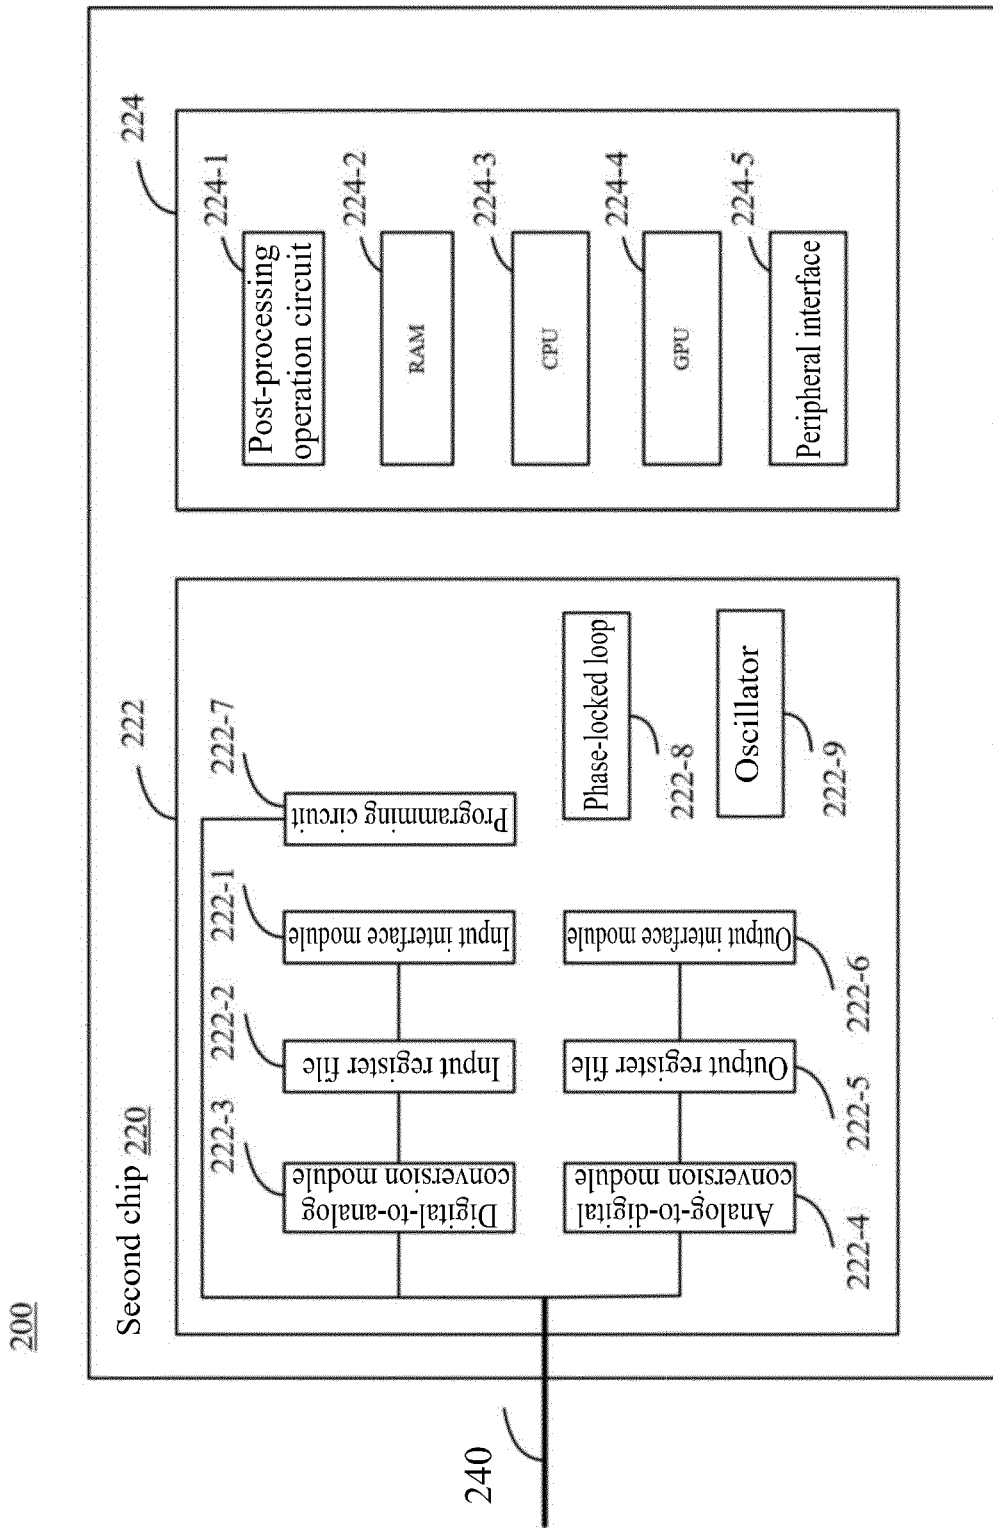 200
Second chip 220
222
222-3
222-2
222-1
222-7
Digital-to-analog
conversion module
Input register file
Input interface module
Programming circuit
Analog-to-digital
conversion module
Output register file
Output interface module
222-4
222-5
222-6
Phase-locked loop
222-8
Oscillator
222-9
224
Post-processing
operation circuit
224-1
RAM
224-2
CPU
224-3
GPU
224-4
Peripheral interface
224-5
240